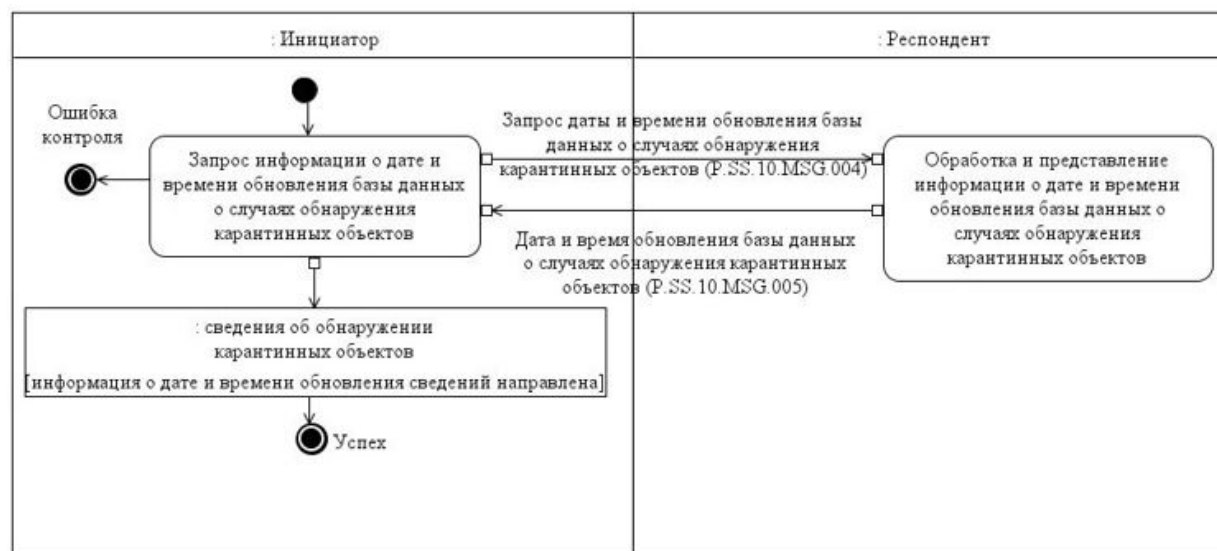 : Инициатор
: Респондент
Ошибка
контроля
Запрос информации о дате и
времени обновления базы данных
о случаях обнаружения
карантинных объектов
Запрос даты и времени обновления базы
данных о случаях обнаружения
карантинных объектов (P.SS.10.MSG.004)
Дата и время обновления базы данных
о случаях обнаружения карантинных
объектов (P.SS.10.MSG.005)
Обработка и представление
информации о дате и времени
обновления базы данных о
случаях обнаружения
карантинных объектов
: сведения об обнаружении
карантинных объектов
[информация о дате и времени обновления сведений направлена]
Успех